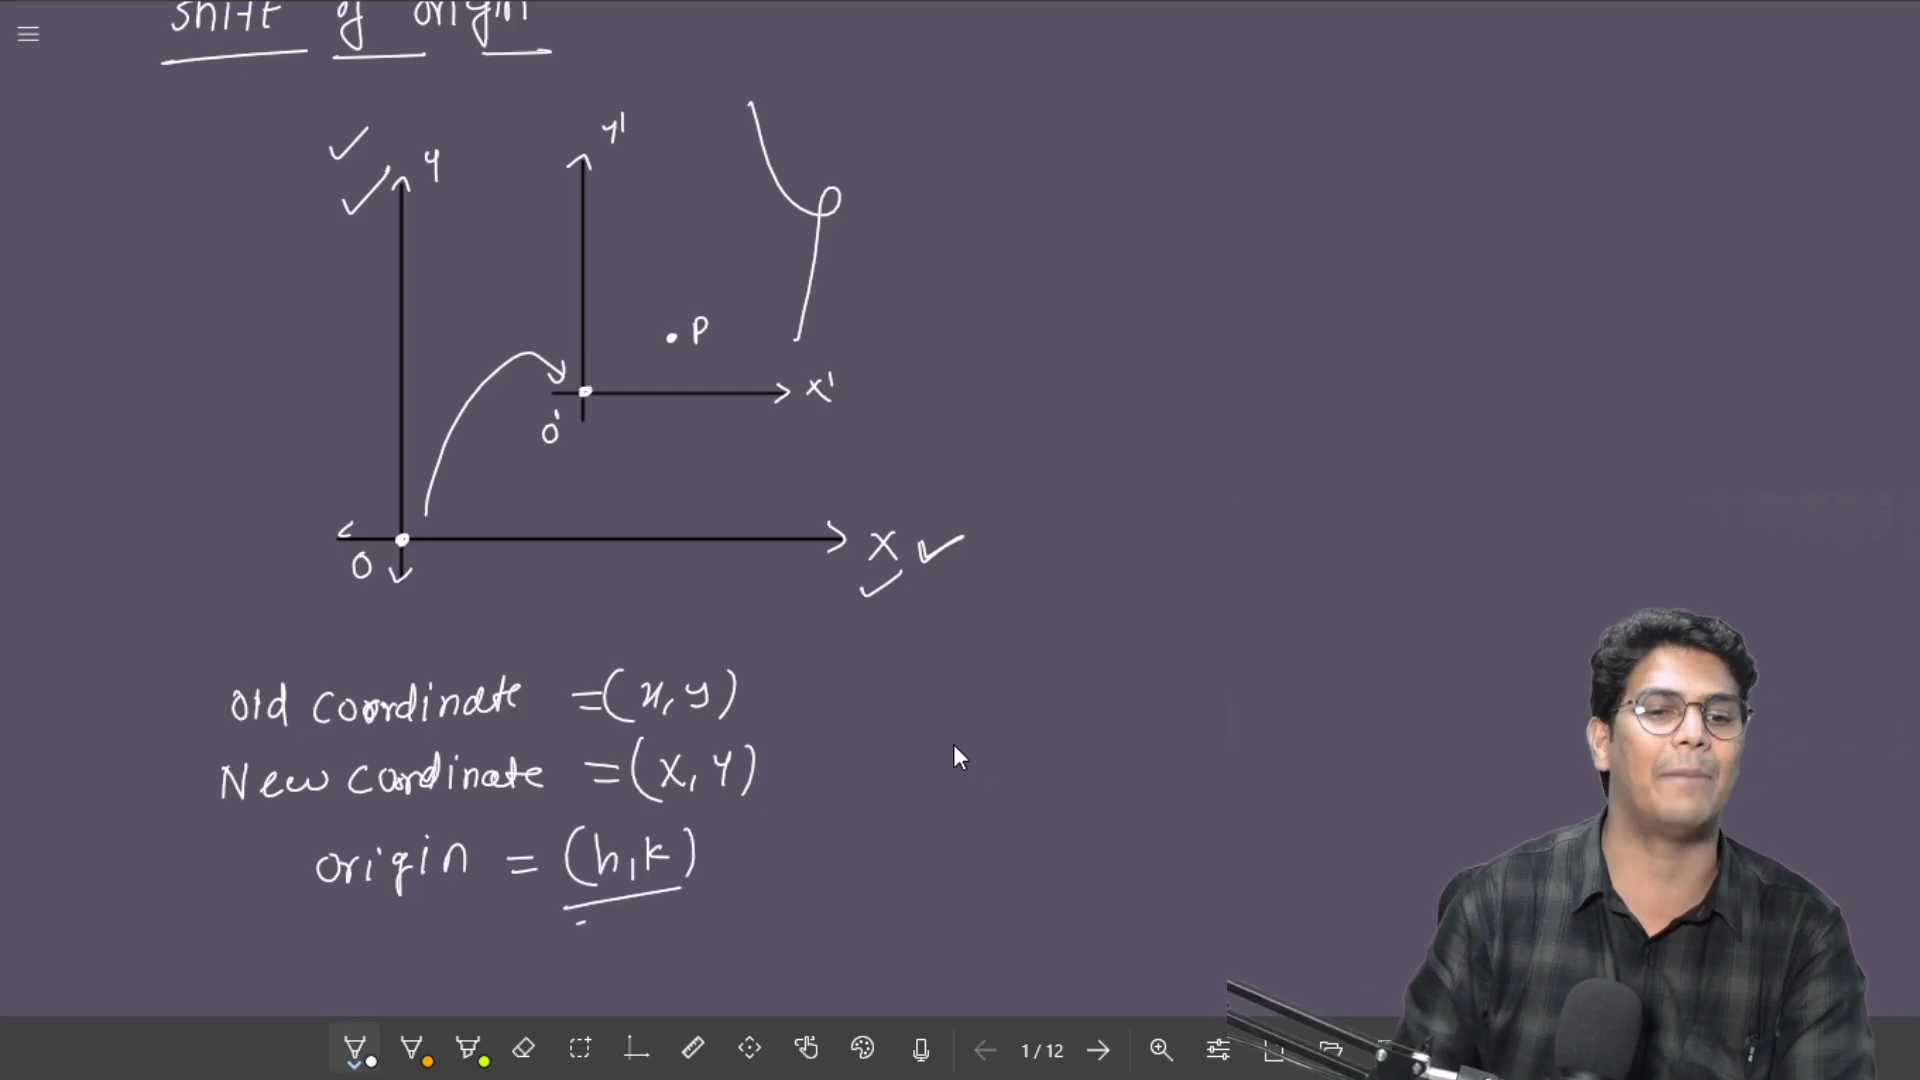 shift of origin
y y'
• P
x'
O'
O x
old coordinate = (x, y)
New cordinate = (X, Y)
origin = (h, k)
1 / 12